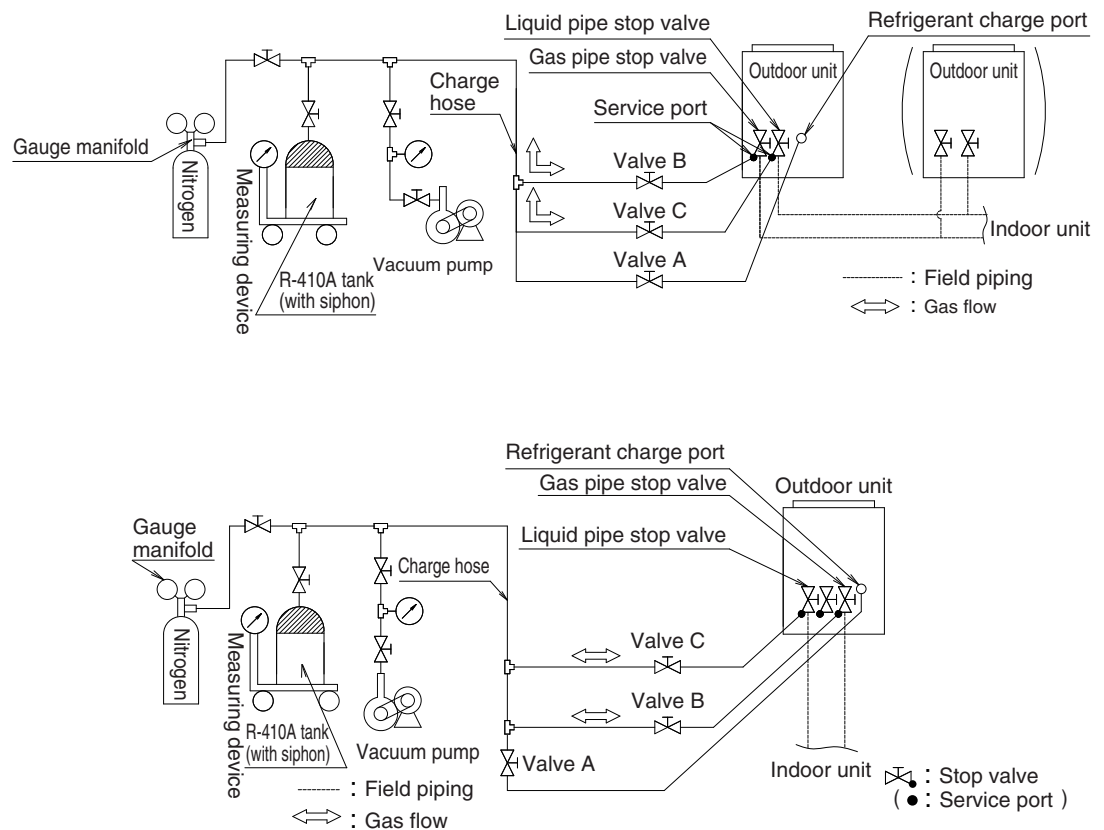 Liquid pipe stop valve
Refrigerant charge port
Gas pipe stop valve
Outdoor unit
Outdoor unit
Charge
hose
Service port
Gauge manifold
Valve B
Nitrogen
Measuring device
Valve C
Indoor unit
Vacuum pump
Valve A
R-410A tank
(with siphon)
: Field piping
: Gas flow
Refrigerant charge port
Gas pipe stop valve
Outdoor unit
Gauge
manifold
Liquid pipe stop valve
Charge hose
Nitrogen
Measuring device
Valve C
Valve B
R-410A tank
(with siphon)
Vacuum pump
Valve A
Indoor unit
: Stop valve
( ● : Service port )
: Field piping
: Gas flow